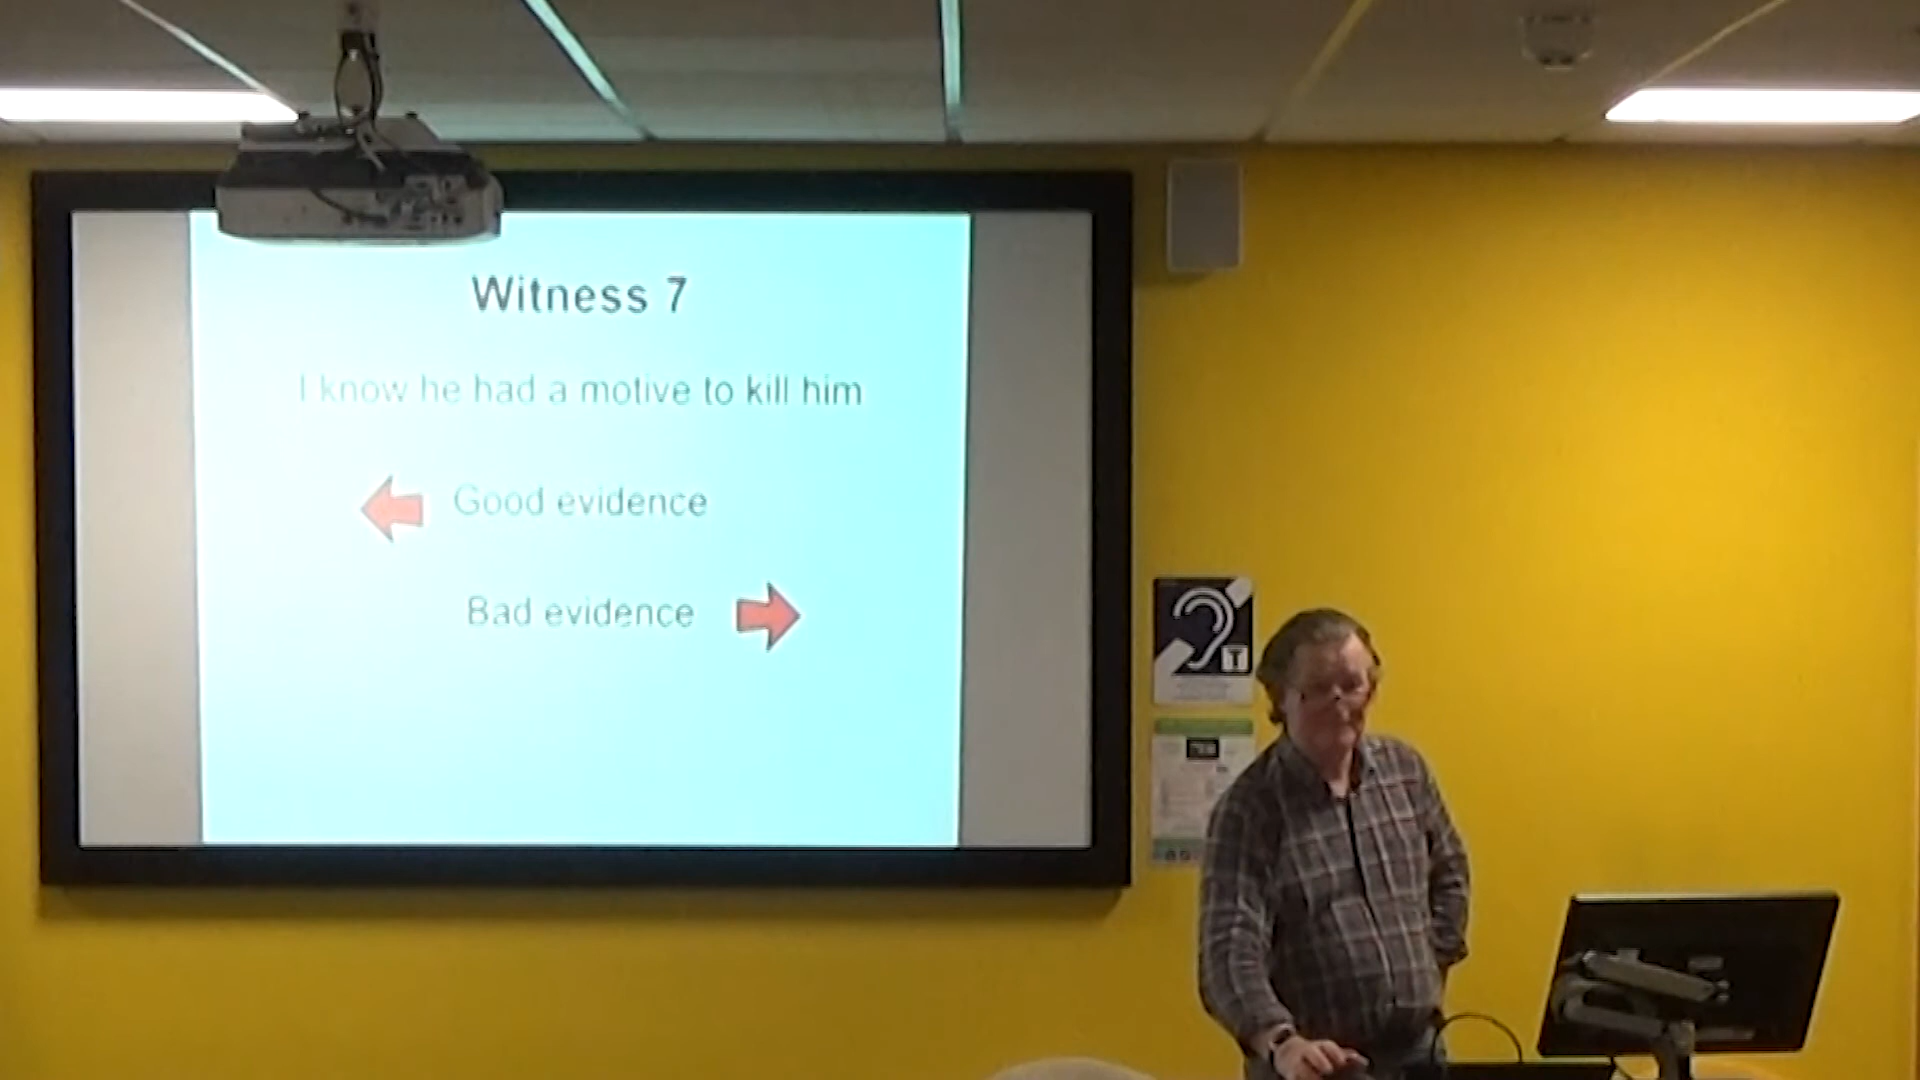 Witness 7
I know he had a motive to kill him
Good evidence
Bad evidence
T